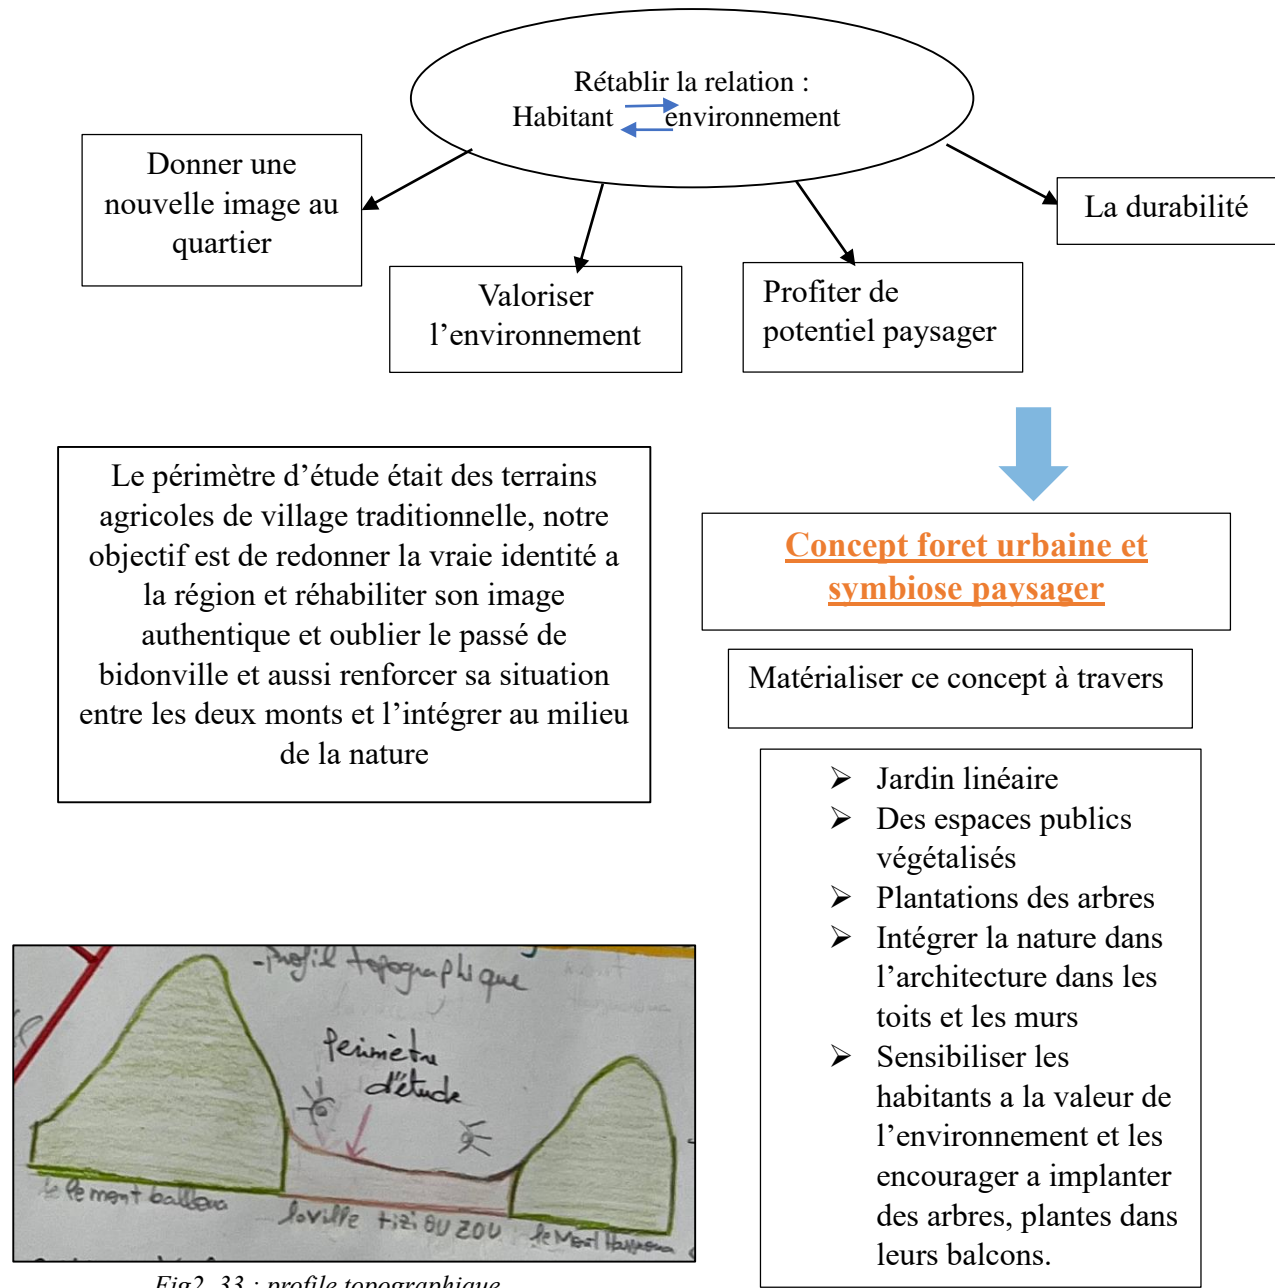 Rétablir la relation :
Habitant environnement
Donner une
nouvelle image au
quartier
Valoriser
l’environnement
Profiter de
potentiel paysager
La durabilité
Le périmètre d’étude était des terrains
agricoles de village traditionnelle, notre
objectif est de redonner la vraie identité a
la région et réhabiliter son image
authentique et oublier le passé de
bidonville et aussi renforcer sa situation
entre les deux monts et l’intégrer au milieu
de la nature
Concept foret urbaine et
symbiose paysager
Matérialiser ce concept à travers
➢ Jardin linéaire
➢ Des espaces publics
végétalisés
➢ Plantations des arbres
➢ Intégrer la nature dans
l’architecture dans les
toits et les murs
➢ Sensibiliser les
habitants a la valeur de
l’environnement et les
encourager a implanter
des arbres, plantes dans
leurs balcons.
-profil topographique
Perimètre
d'étude
le mont
la ville tizi OU ZOU
le Mont
Fig2. 33 : profile topographique